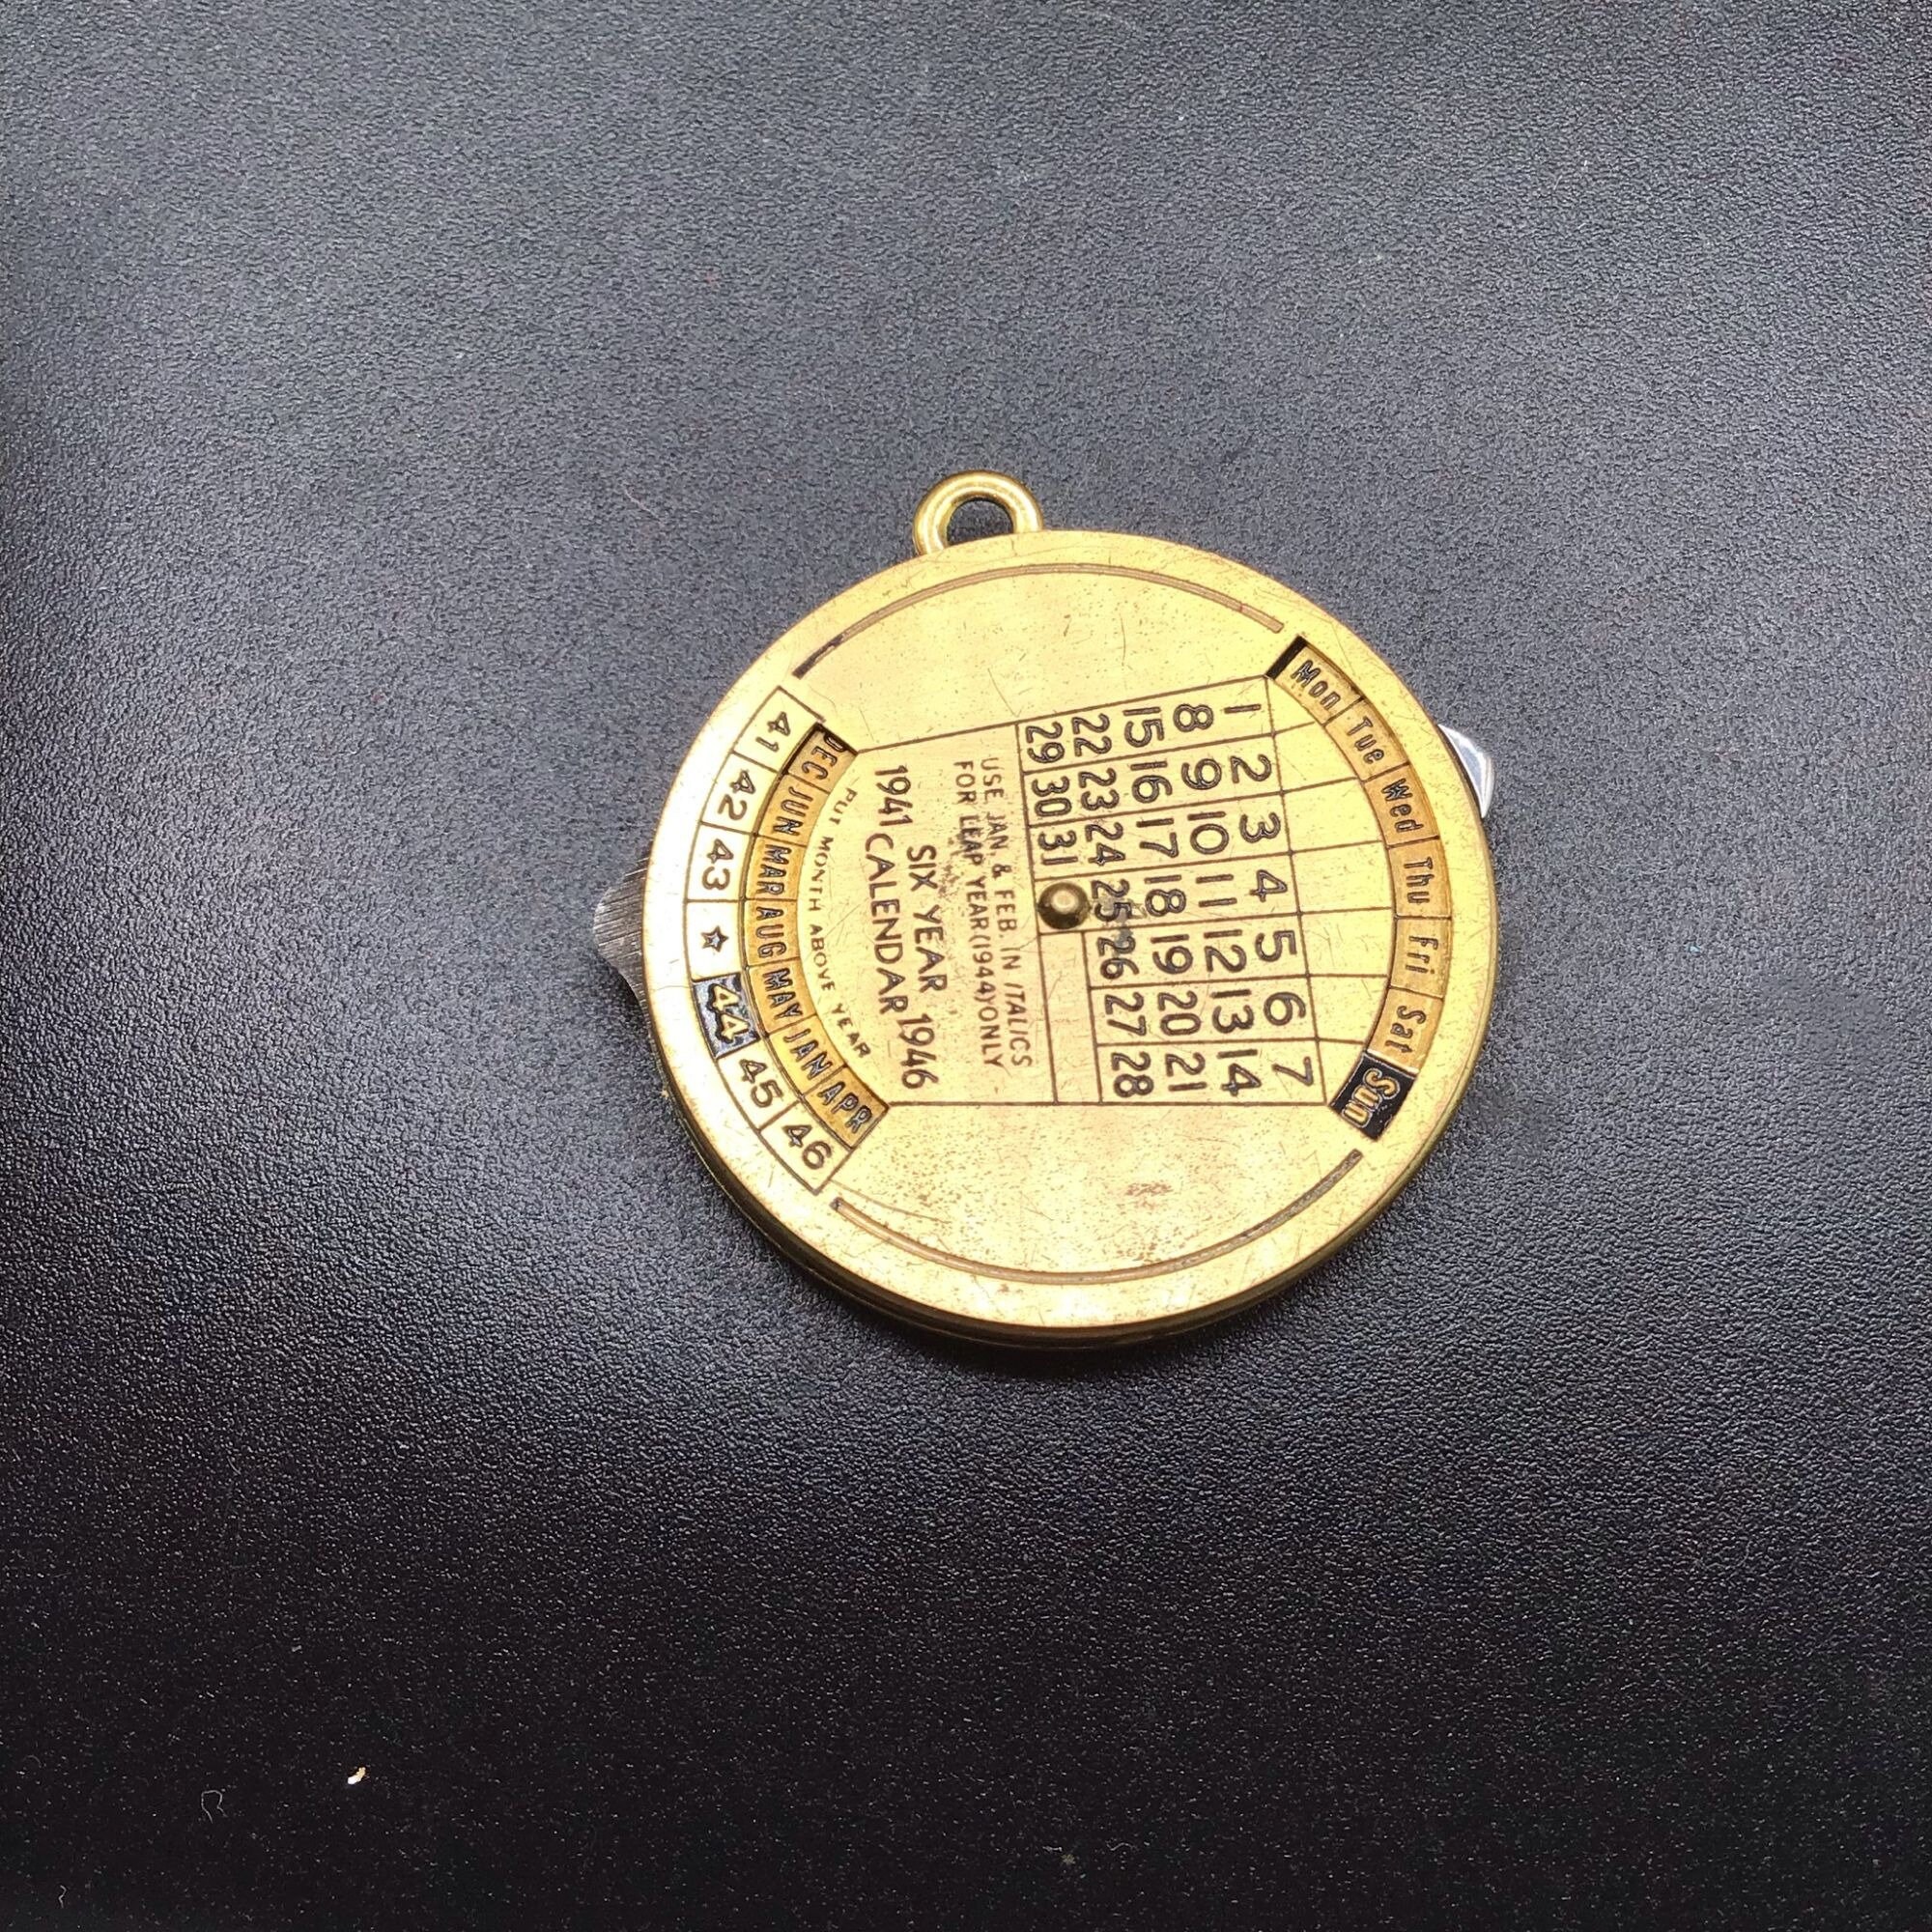 Mon Tue Wed Thu Fri Sat Sun
1 2 3 4 5 6 7
8 9 10 11 12 13 14
15 16 17 18 19 20 21
22 23 24 25 26 27 28
29 30 31
USE JAN. & FEB. IN ITALICS
FOR LEAP YEAR (1944) ONLY
SIX YEAR
1941 CALENDAR 1946
PUT MONTH ABOVE YEAR
DEC JUN MAR AUG MAY JAN APR
41 42 43 ☆ 44 45 46